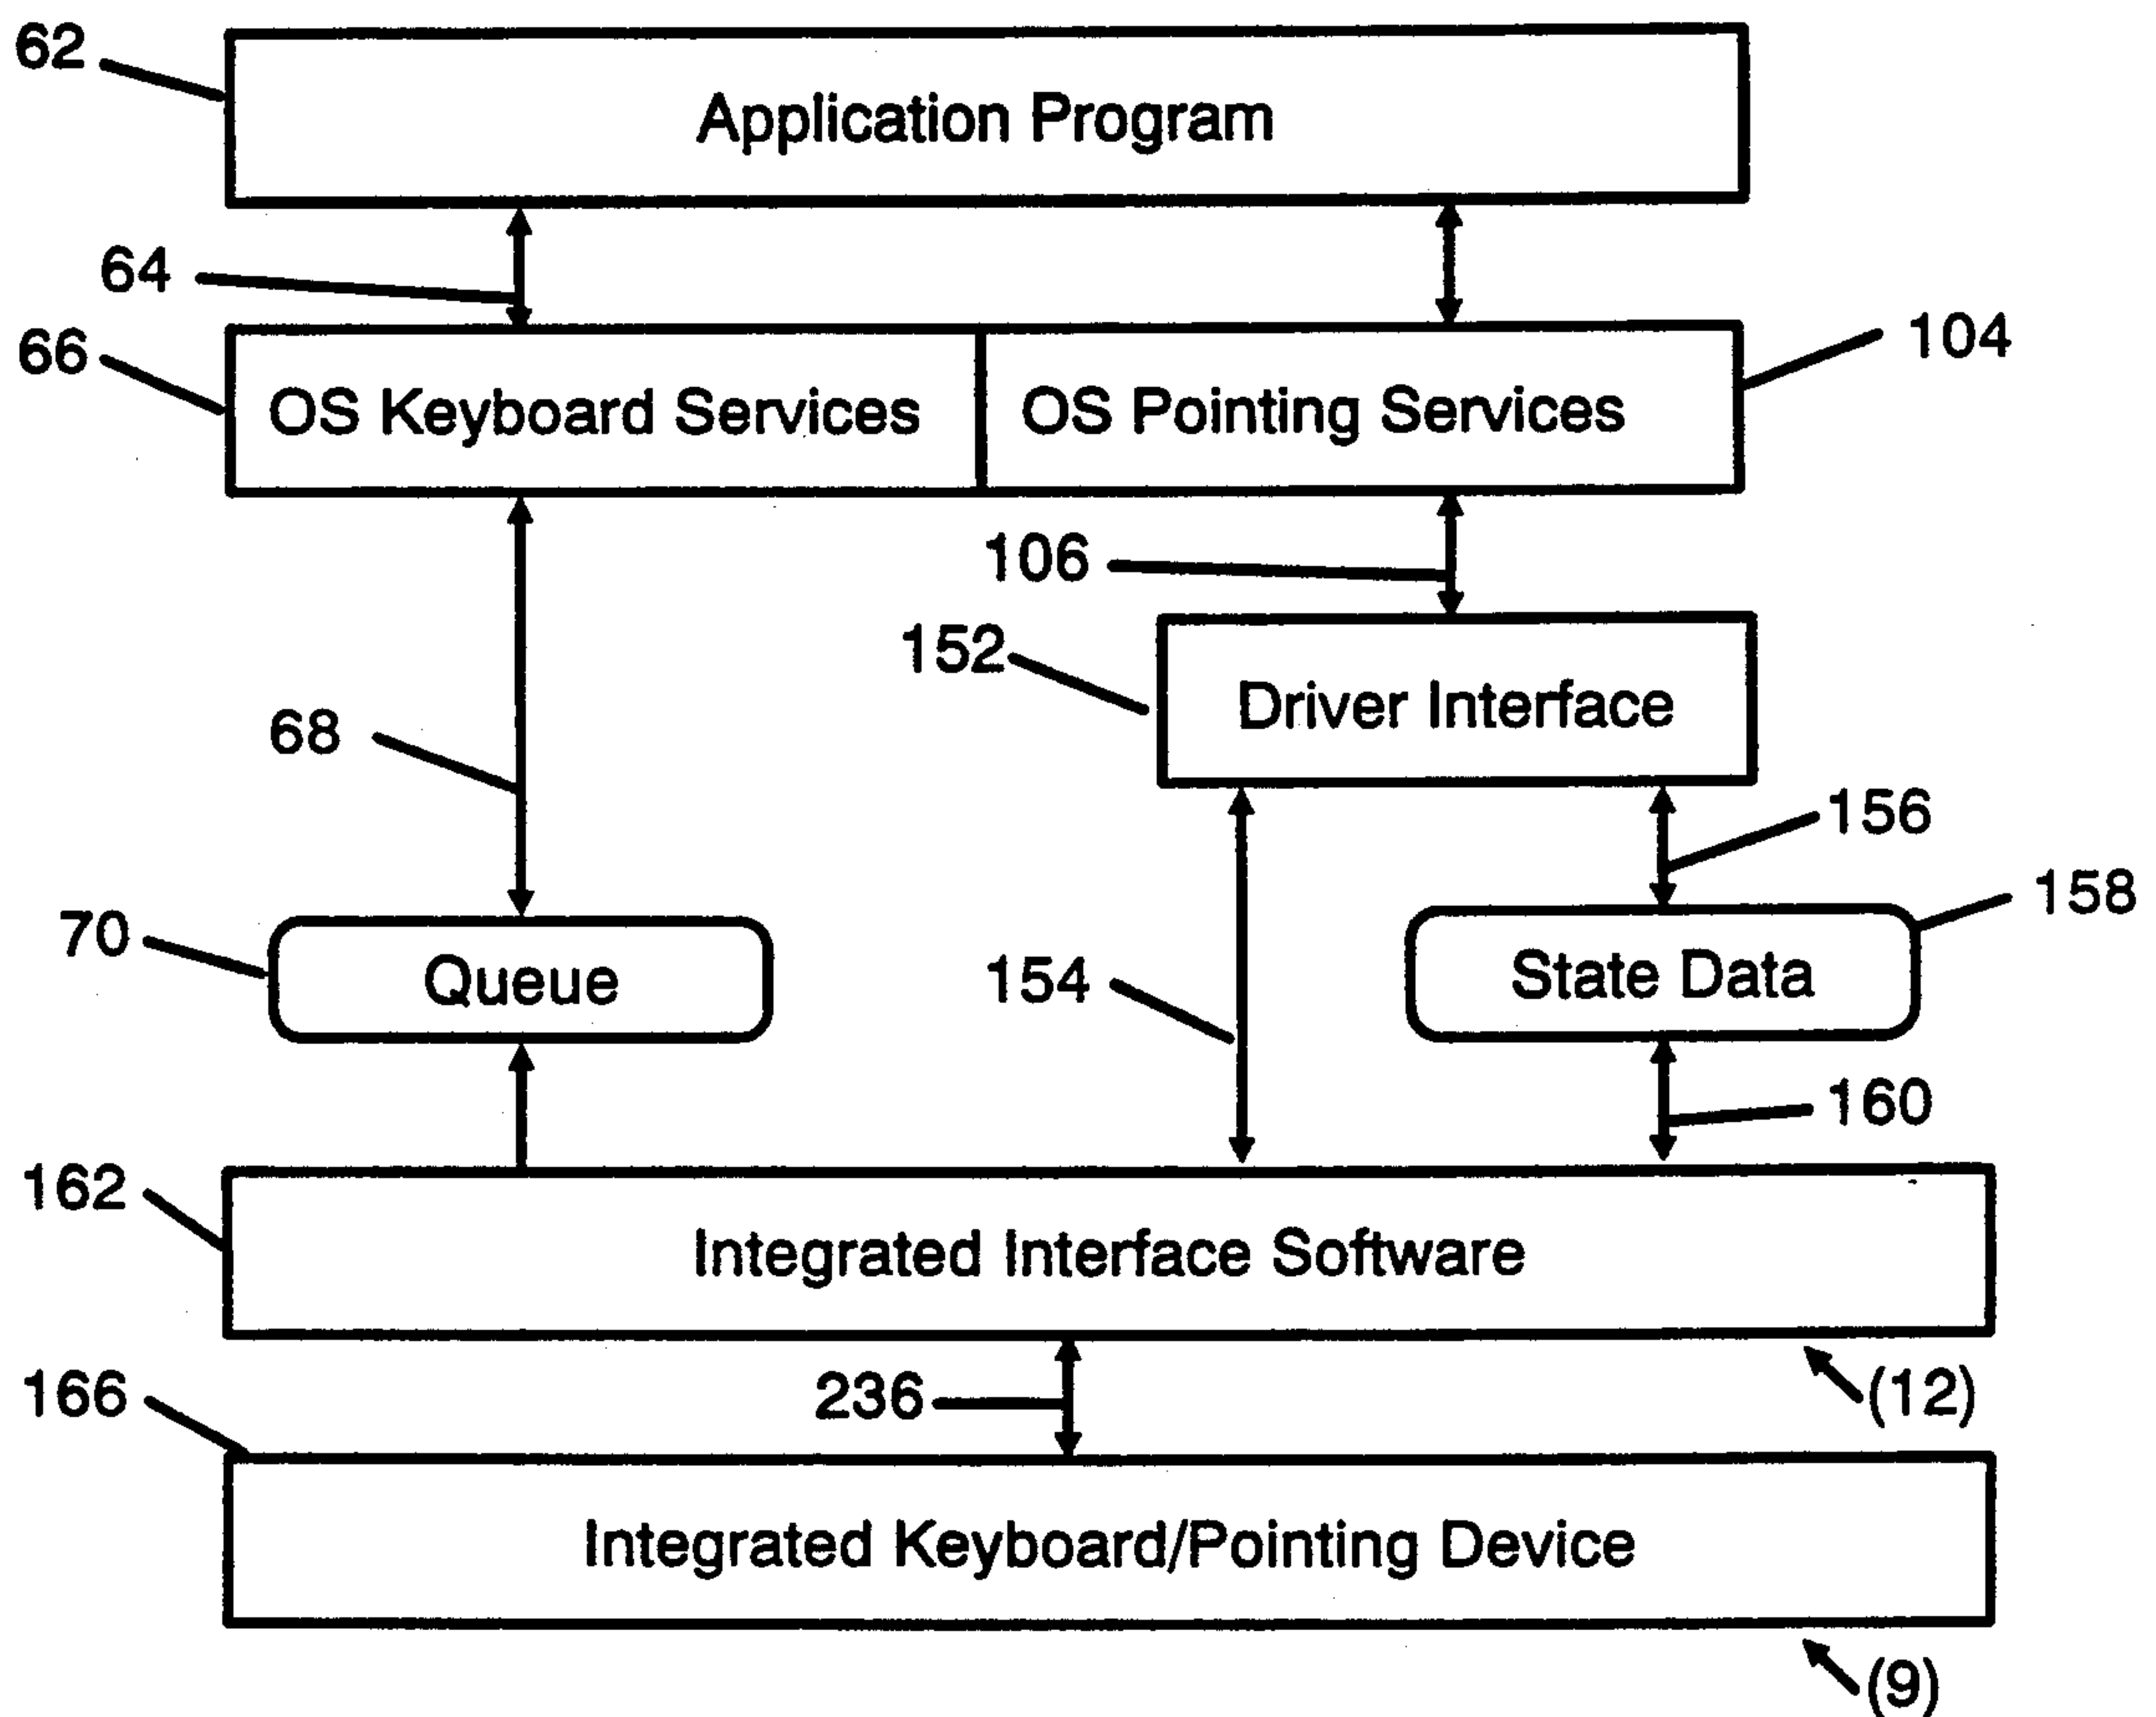 62
Application Program
64
66
OS Keyboard Services
OS Pointing Services
104
106
152
Driver Interface
68
156
158
70
Queue
154
State Data
160
162
Integrated Interface Software
166
236
(12)
Integrated Keyboard/Pointing Device
(9)